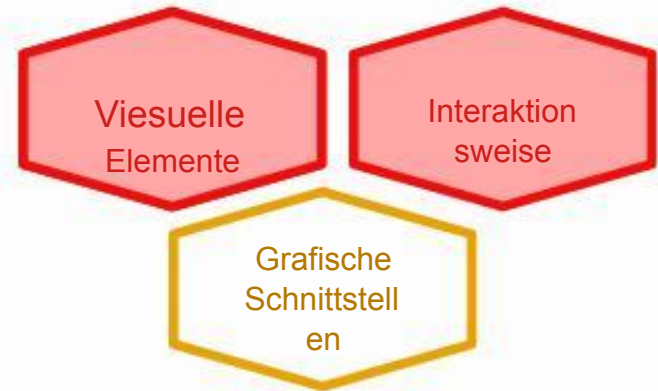 Viesuelle
Elemente
Interaktion
sweise
Grafische
Schnittstell
en